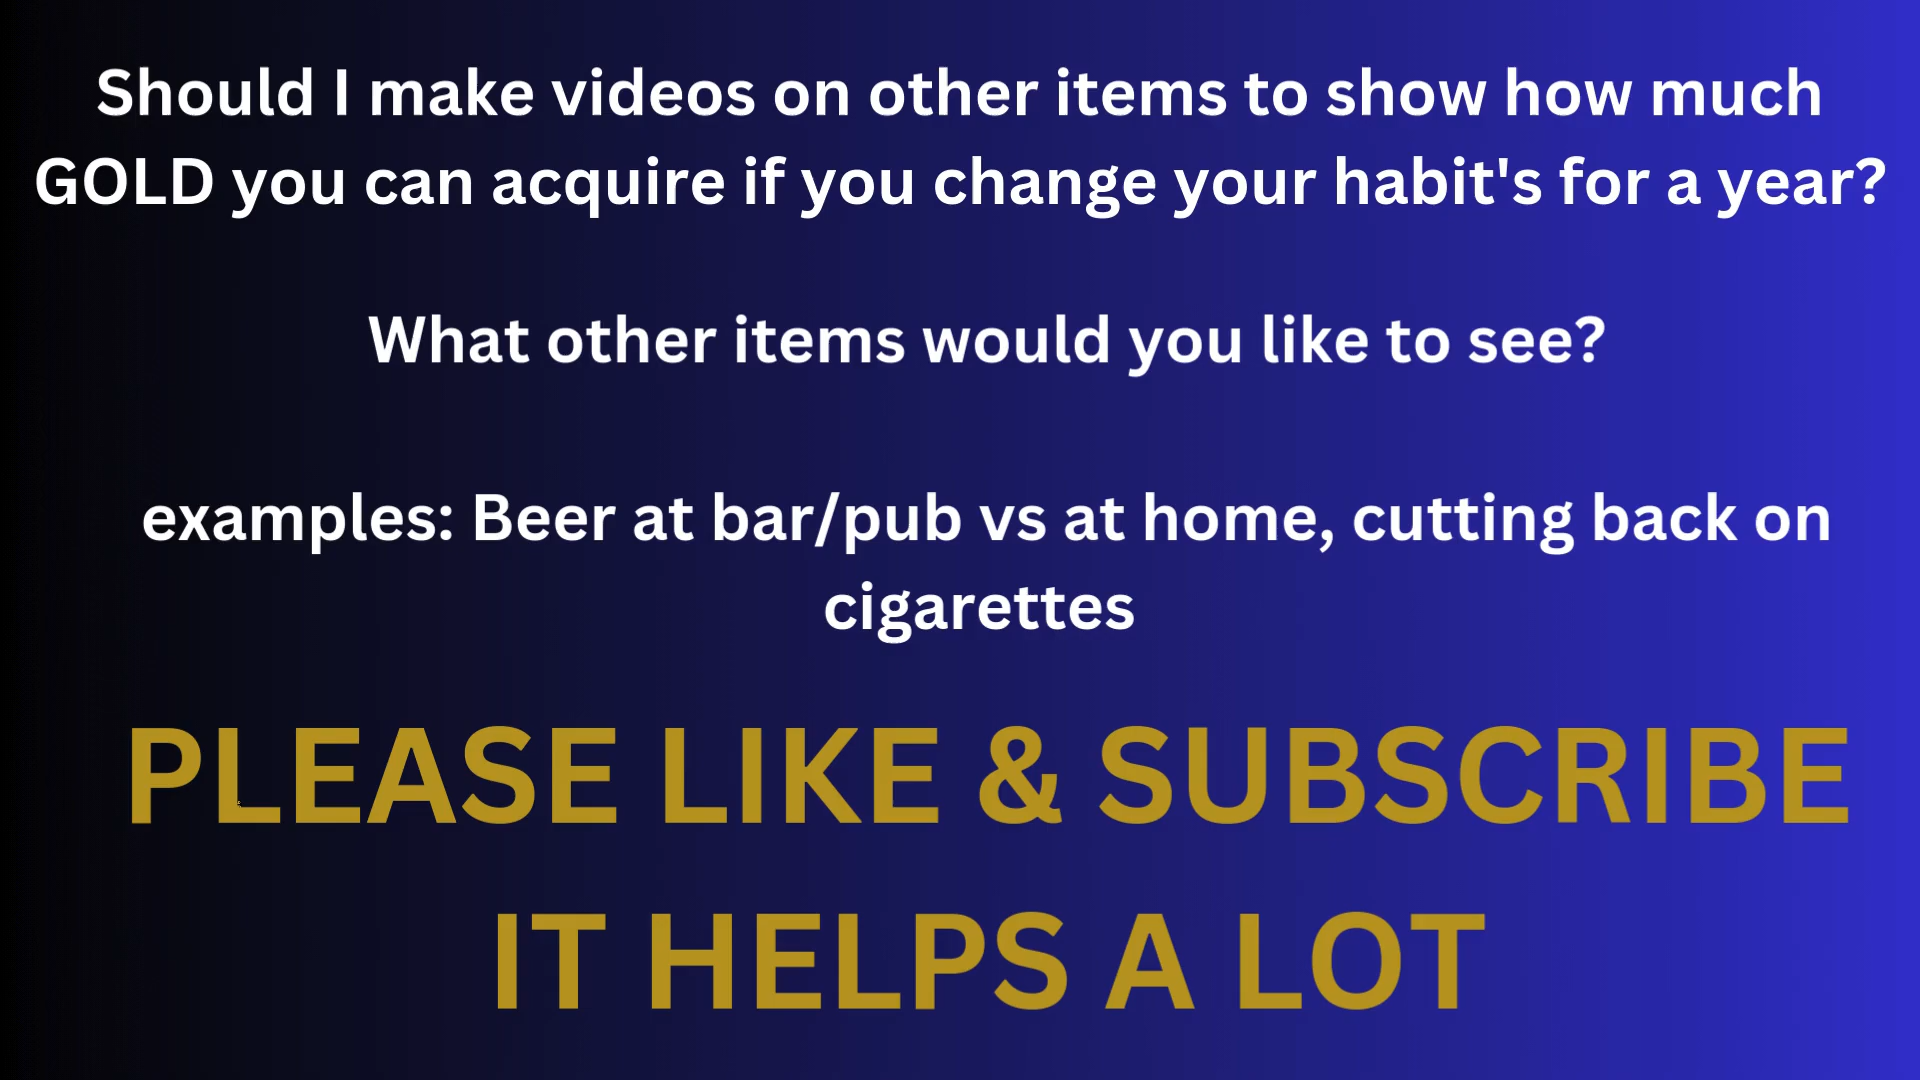 Should I make videos on other items to show how much
GOLD you can acquire if you change your habit's for a year?
What other items would you like to see?
examples: Beer at bar/pub vs at home, cutting back on
cigarettes
PLEASE LIKE & SUBSCRIBE
IT HELPS A LOT